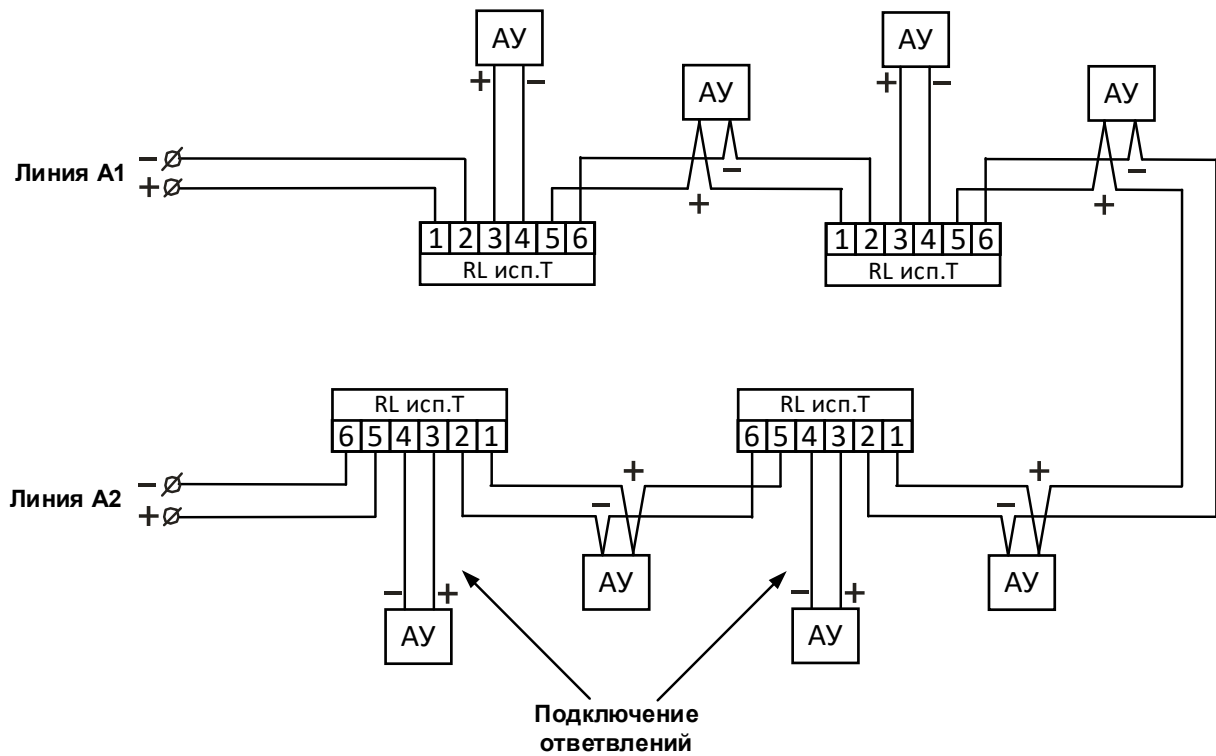 АУ
АУ
+ −
+ −
АУ
АУ
Линия А1
−
+
−
+
−
+
1 2 3 4 5 6
RL исп.Т
1 2 3 4 5 6
RL исп.Т
RL исп.Т
6 5 4 3 2 1
RL исп.Т
6 5 4 3 2 1
Линия А2
−
+
+
−
+
−
АУ
АУ
− +
− +
АУ
АУ
Подключение
ответвлений